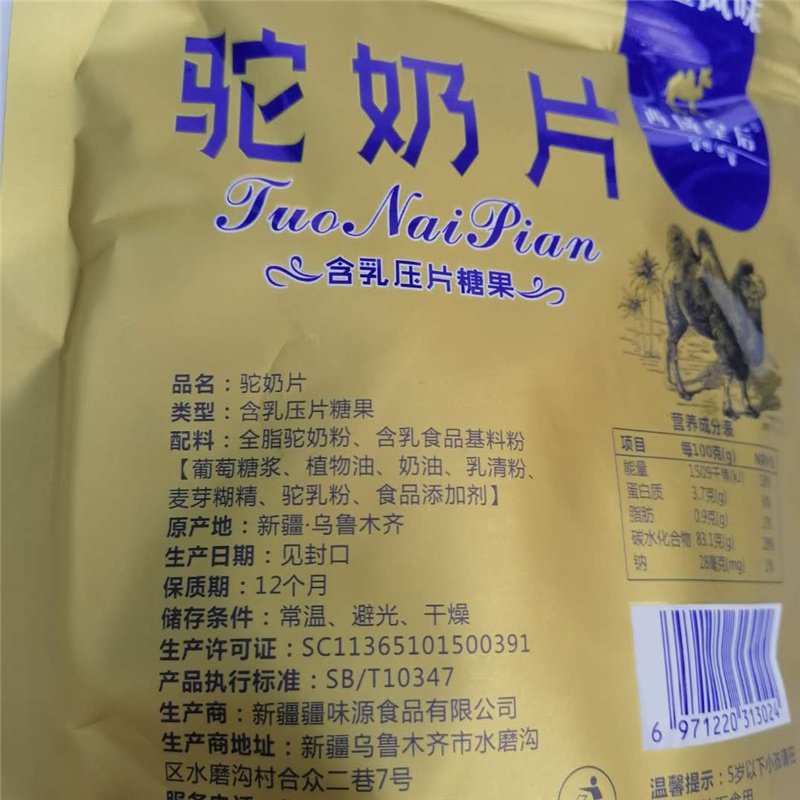 风味
驼奶片
西域皇后
TuoNaiPian
含乳压片糖果
品名：驼奶片
类型：含乳压片糖果
配料：全脂驼奶粉、含乳食品基料粉
【葡萄糖浆、植物油、奶油、乳清粉、
麦芽糊精、驼乳粉、食品添加剂】
原产地：新疆·乌鲁木齐
生产日期：见封口
保质期：12个月
储存条件：常温、避光、干燥
生产许可证：SC11365101500391
产品执行标准：SB/T10347
生产商：新疆疆味源食品有限公司
生产商地址：新疆乌鲁木齐市水磨沟
区水磨沟村合众二巷7号
营养成分表
项目 每100克(g) NRV%
能量 1509千焦(kJ)
蛋白质 3.7克(g)
脂肪 0.9克(g)
碳水化合物 83.1克(g)
钠 28毫克(mg)
6 971220 313024
温馨提示：5岁以下小孩请在